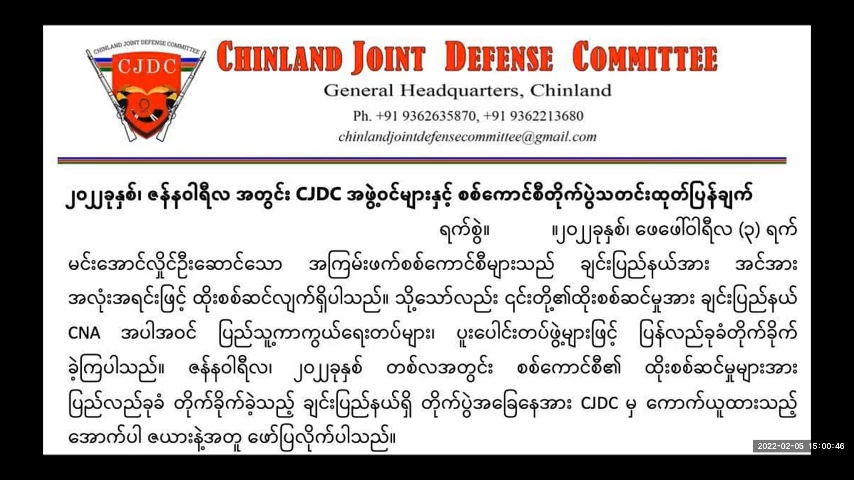 CHINLAND JOINT DEFENSE COMMITTEE
CJDC
CHINLAND JOINT DEFENSE COMMITTEE
General Headquarters, Chinland
Ph. +91 9362635870, +91 9362213680
chinlandjointdefensecommittee@gmail.com
၂၀၂၂ခုနှစ်၊ ဇန်နဝါရီလ အတွင်း CJDC အဖွဲ့ဝင်များနှင့် စစ်ကောင်စီတိုက်ပွဲသတင်းထုတ်ပြန်ချက်
ရက်စွဲ။ ။၂၀၂၂ခုနှစ်၊ ဖေဖေါ်ဝါရီလ (၃) ရက်
မင်းအောင်လှိုင်ဦးဆောင်သော အကြမ်းဖက်စစ်ကောင်စီများသည် ချင်းပြည်နယ်အား အင်အား
အလုံးအရင်းဖြင့် ထိုးစစ်ဆင်လျက်ရှိပါသည်။ သို့သော်လည်း ၎င်းတို့၏ထိုးစစ်ဆင်မှုအား ချင်းပြည်နယ်
CNA အပါအဝင် ပြည်သူ့ကာကွယ်ရေးတပ်များ၊ ပူးပေါင်းတပ်ဖွဲ့များဖြင့် ပြန်လည်ခုခံတိုက်ခိုက်
ခဲ့ကြပါသည်။ ဇန်နဝါရီလ၊ ၂၀၂၂ခုနှစ် တစ်လအတွင်း စစ်ကောင်စီ၏ ထိုးစစ်ဆင်မှုများအား
ပြည်လည်ခုခံ တိုက်ခိုက်ခဲ့သည့် ချင်းပြည်နယ်ရှိ တိုက်ပွဲအခြေနေအား CJDC မှ ကောက်ယူထားသည့်
အောက်ပါ ဇယားနဲ့အတူ ဖော်ပြလိုက်ပါသည်။
2022-02-05 15:00:46